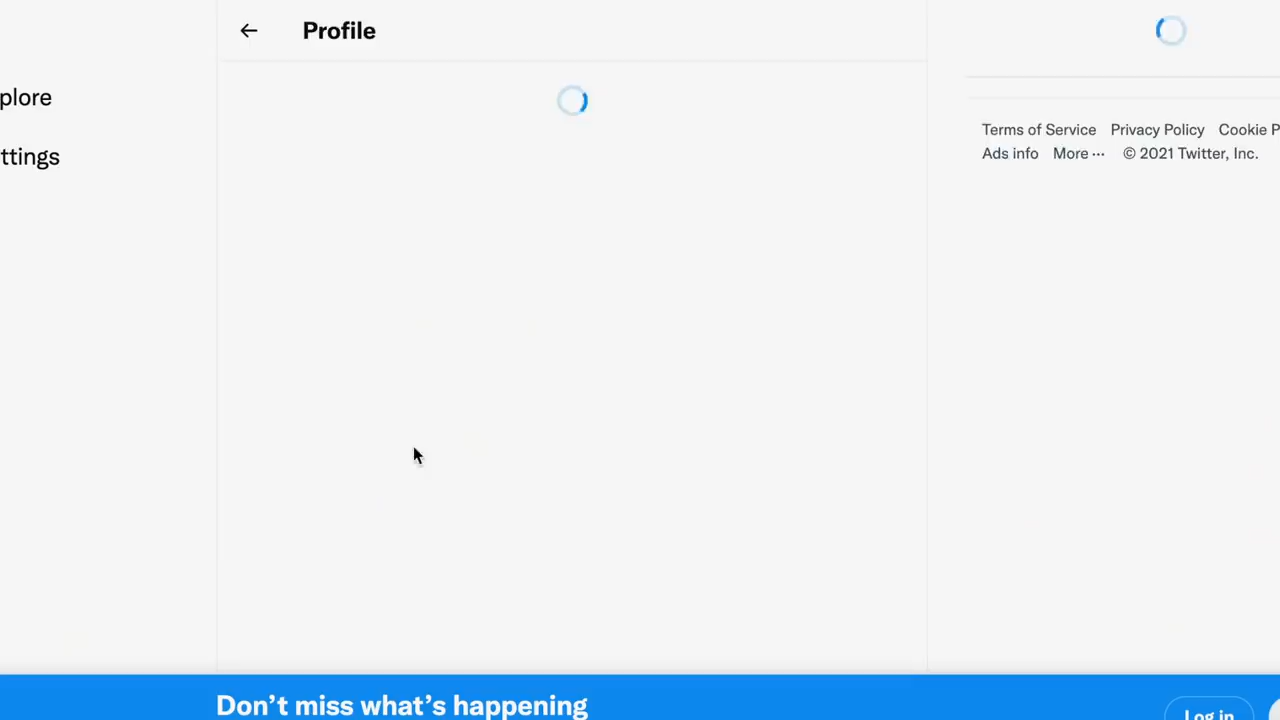 Profile
plore
ttings
Terms of Service Privacy Policy Cookie P
Ads info More ··· © 2021 Twitter, Inc.
Don’t miss what’s happening
Log in